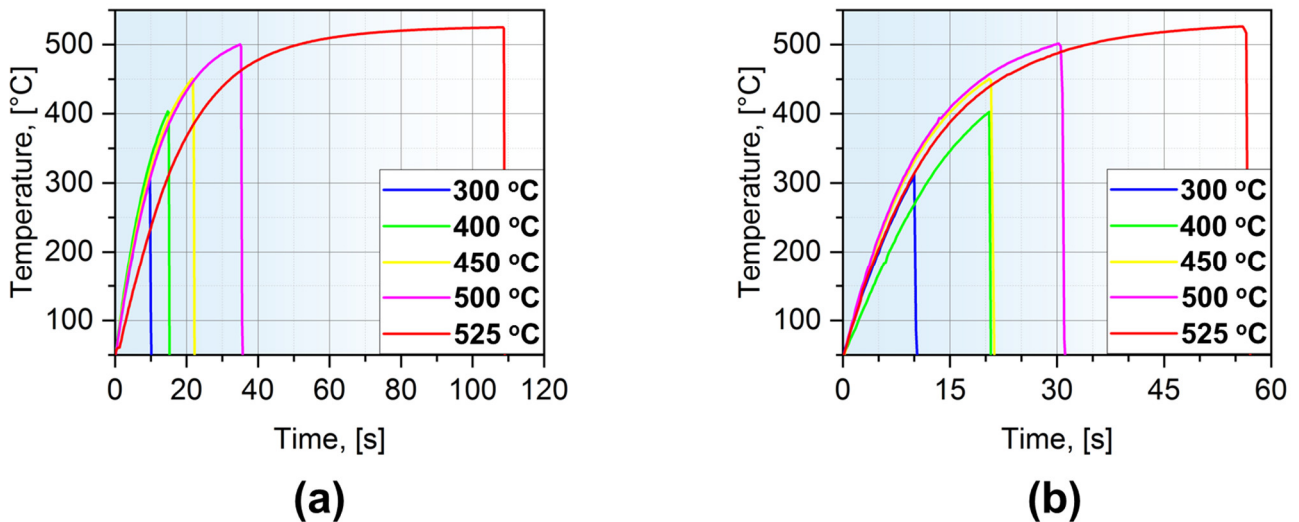 Temperature, [°C]
500
400
300
200
100
300 °C
400 °C
450 °C
500 °C
525 °C
0 20 40 60 80 100 120
Time, [s]
(a)
Temperature, [°C]
500
400
300
200
100
300 °C
400 °C
450 °C
500 °C
525 °C
0 15 30 45 60
Time, [s]
(b)